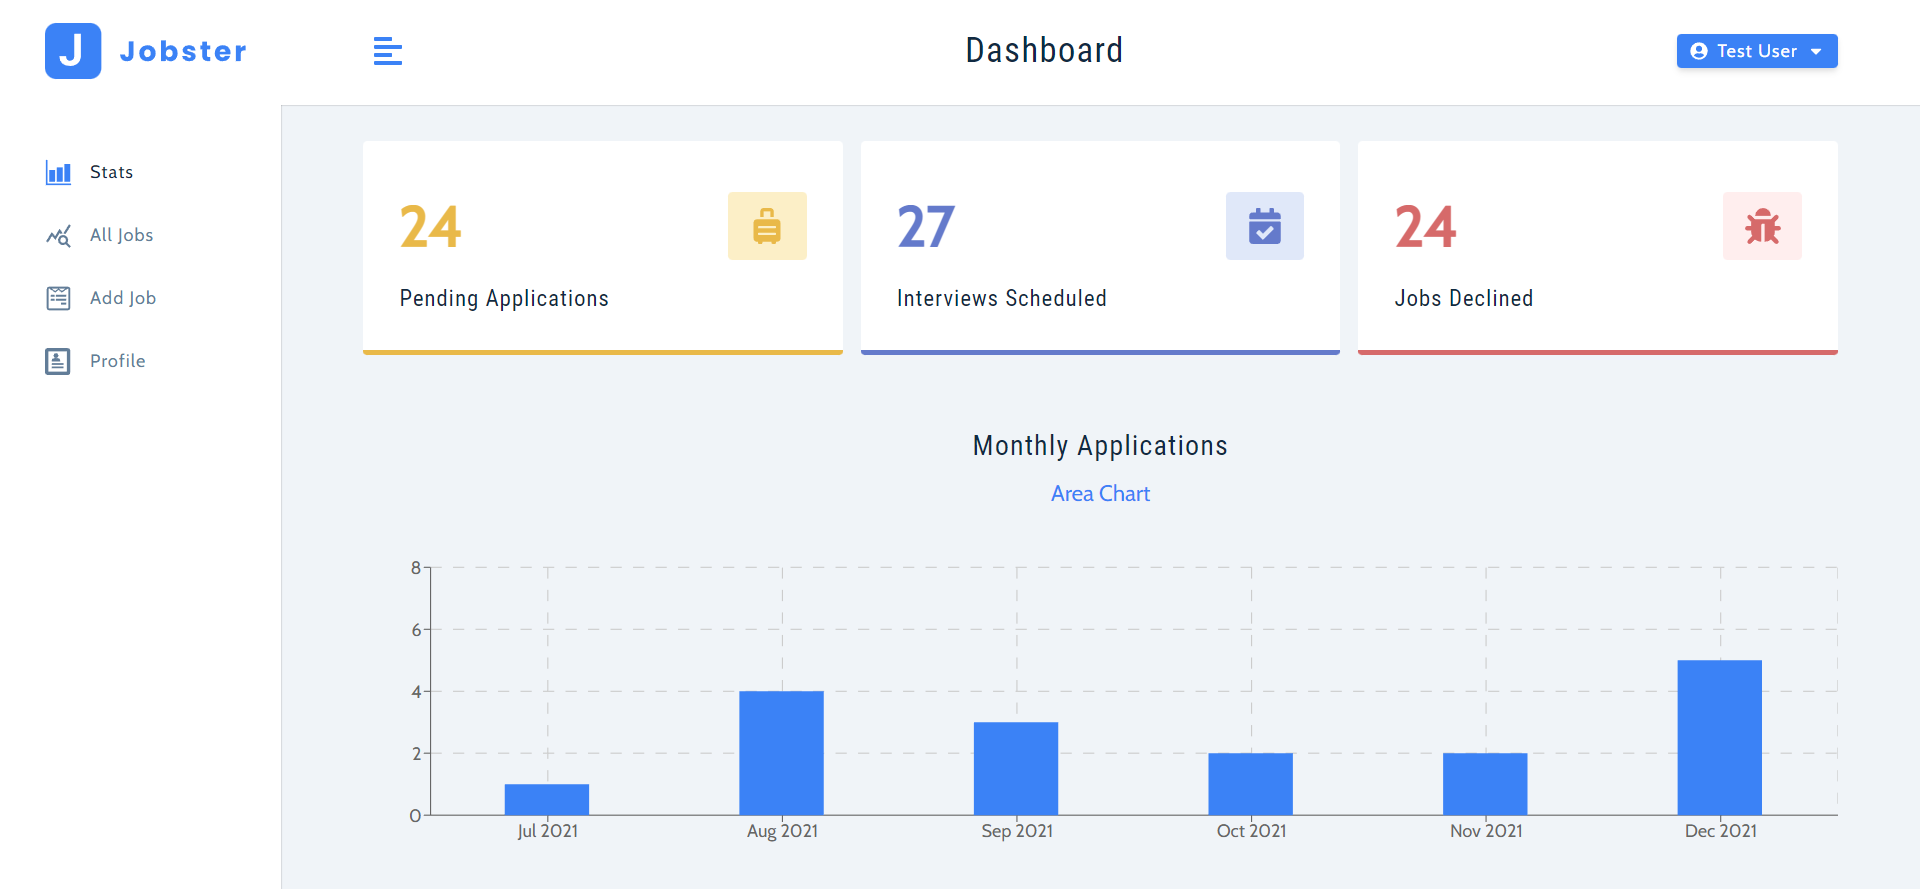 J Jobster
Dashboard
Test User
Stats
All Jobs
Add Job
Profile
24
Pending Applications
27
Interviews Scheduled
24
Jobs Declined
Monthly Applications
Area Chart
8
6
4
2
0
Jul 2021 Aug 2021 Sep 2021 Oct 2021 Nov 2021 Dec 2021